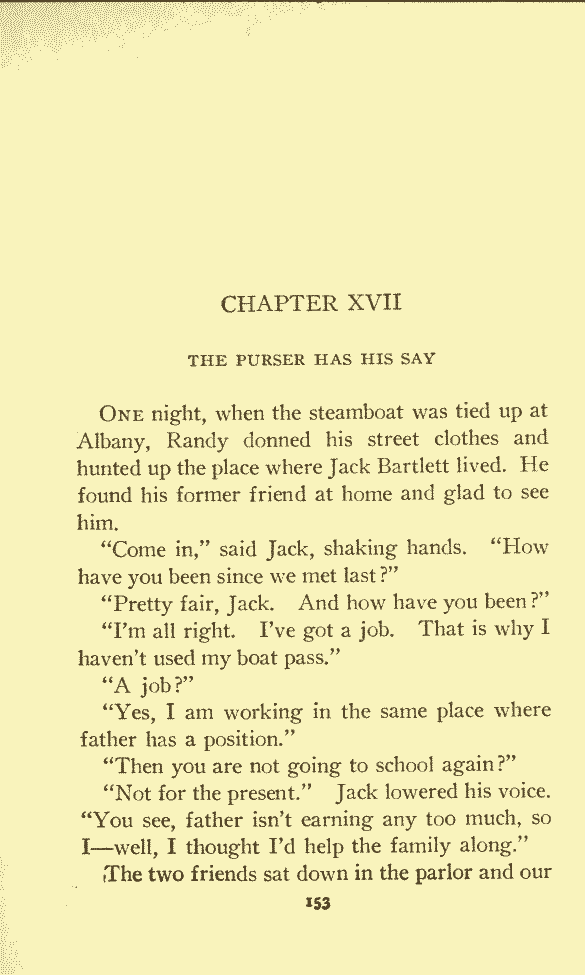 CHAPTER XVII
THE PURSER HAS HIS SAY
ONE night, when the steamboat was tied up at
Albany, Randy donned his street clothes and
hunted up the place where Jack Bartlett lived. He
found his former friend at home and glad to see
him.
“Come in,” said Jack, shaking hands. “How
have you been since we met last?”
“Pretty fair, Jack. And how have you been?”
“I'm all right. I've got a job. That is why I
haven't used my boat pass.”
“A job?”
“Yes, I am working in the same place where
father has a position.”
“Then you are not going to school again?”
“Not for the present.” Jack lowered his voice.
“You see, father isn't earning any too much, so
I—well, I thought I'd help the family along.”
The two friends sat down in the parlor and our
153